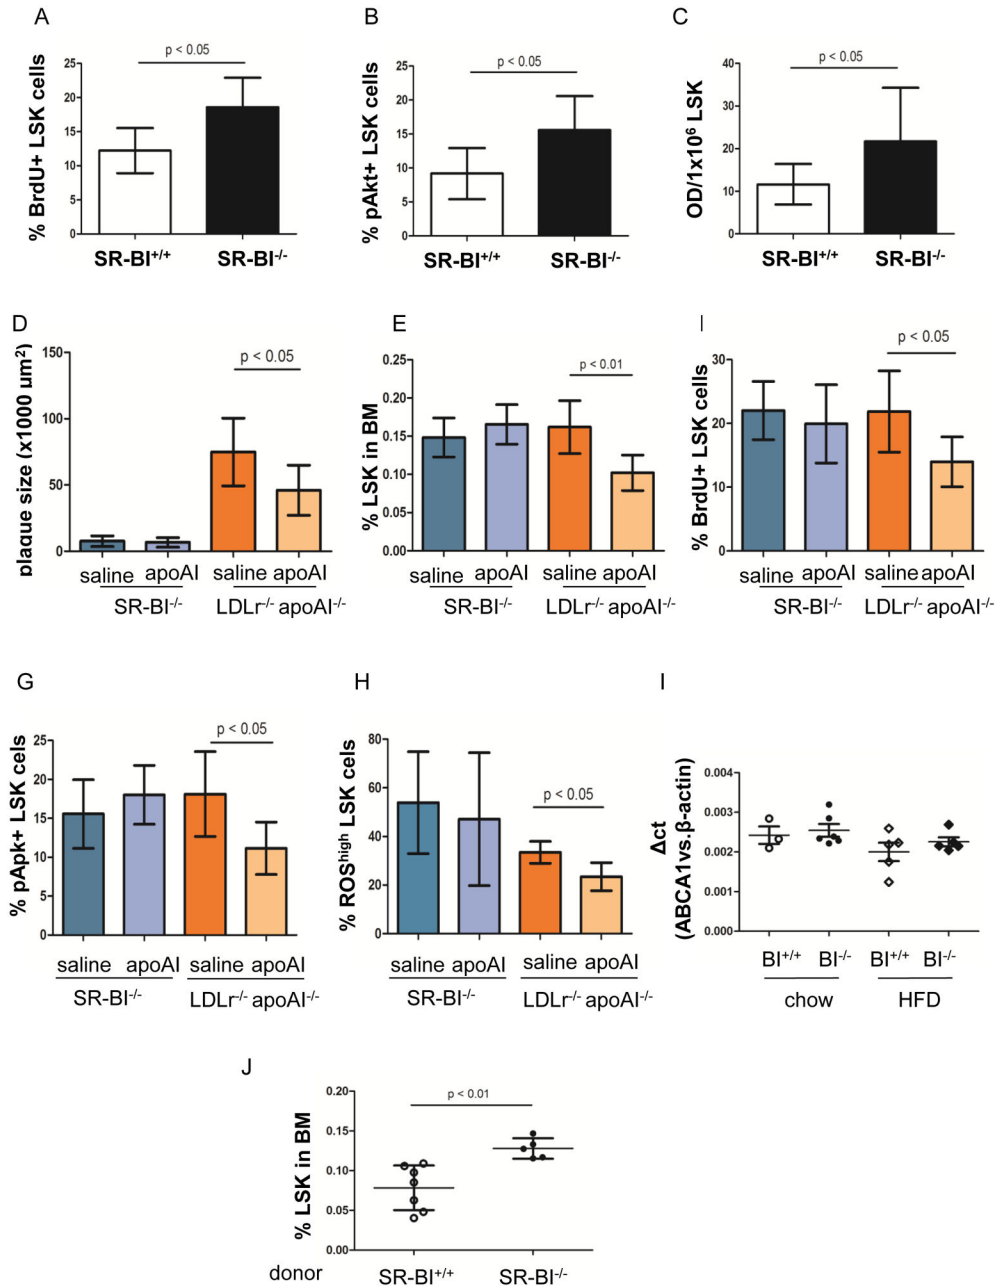 A
B
C
p < 0.05
p < 0.05
p < 0.05
% BrdU+ LSK cells
25
20
15
10
5
0
SR-BI+/+ SR-BI-/-
% pAkt+ LSK cells
25
20
15
10
5
0
SR-BI+/+ SR-BI-/-
OD/1x10⁶ LSK
40
30
20
10
0
SR-BI+/+ SR-BI-/-
D
E
I
plaque size (x1000 µm²)
150
100
50
0
p < 0.05
saline apoAI saline apoAI
SR-BI-/- LDLr-/- apoAI-/-
% LSK in BM
0.25
0.20
0.15
0.10
0.05
0.00
p < 0.01
saline apoAI saline apoAI
SR-BI-/- LDLr-/- apoAI-/-
% BrdU+ LSK cells
30
20
10
0
p < 0.05
saline apoAI saline apoAI
SR-BI-/- LDLr-/- apoAI-/-
G
H
I
% pApk+ LSK cels
25
20
15
10
5
0
p < 0.05
saline apoAI saline apoAI
SR-BI-/- LDLr-/- apoAI-/-
% ROShigh LSK cels
80
60
40
20
0
p < 0.05
saline apoAI saline apoAI
SR-BI-/- LDLr-/- apoAI-/-
Δct
(ABCA1vs.β-actin)
0.004
0.003
0.002
0.001
0.000
BI+/+ BI-/- BI+/+ BI-/-
chow HFD
J
% LSK in BM
0.20
0.15
0.10
0.05
0.00
p < 0.01
donor SR-BI+/+ SR-BI-/-